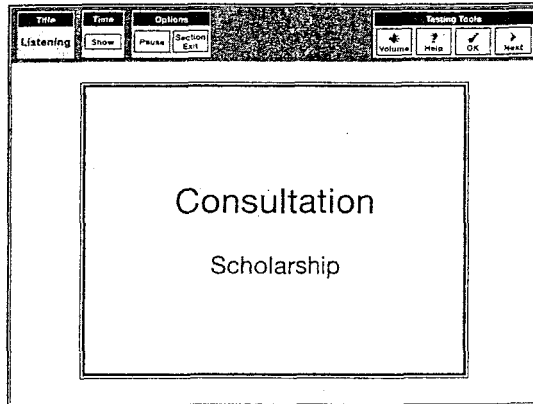 Title Time Options Testing Tools
Listening Show Pause Section Exit Volume Help OK Next
Consultation
Scholarship